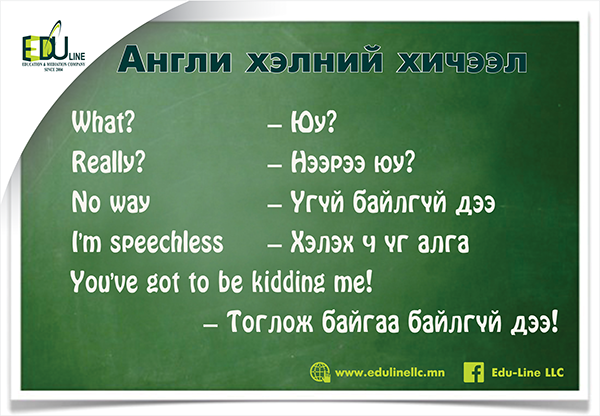 EDU LINE
EDUCATION & MEDIATION COMPANY
SINCE 2004
Англи хэлний хичээл
What? – Юу?
Really? – Нээрээ юу?
No way – Үгүй байлгүй дээ
I'm speechless – Хэлэх ч үг алга
You've got to be kidding me!
– Тоглож байгаа байлгүй дээ!
www.edulinellc.mn Edu-Line LLC